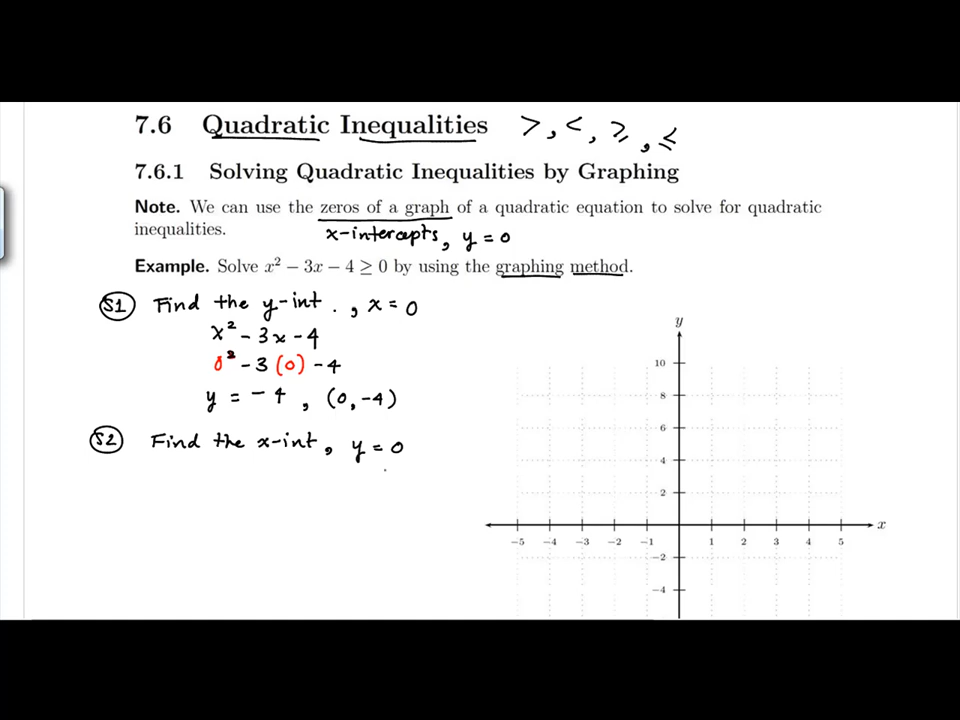 7.6 Quadratic Inequalities >, <, ≥, ≤
7.6.1 Solving Quadratic Inequalities by Graphing
Note. We can use the zeros of a graph of a quadratic equation to solve for quadratic
inequalities.
x-intercepts, y = 0
Example. Solve x² − 3x − 4 ≥ 0 by using the graphing method.
S1 Find the y-int., x = 0
x² - 3x - 4
0² - 3(0) - 4
y = -4, (0, -4)
S2 Find the x-int, y = 0
y
10
8
6
4
2
x
−5 −4 −3 −2 −1 1 2 3 4 5
−2
−4